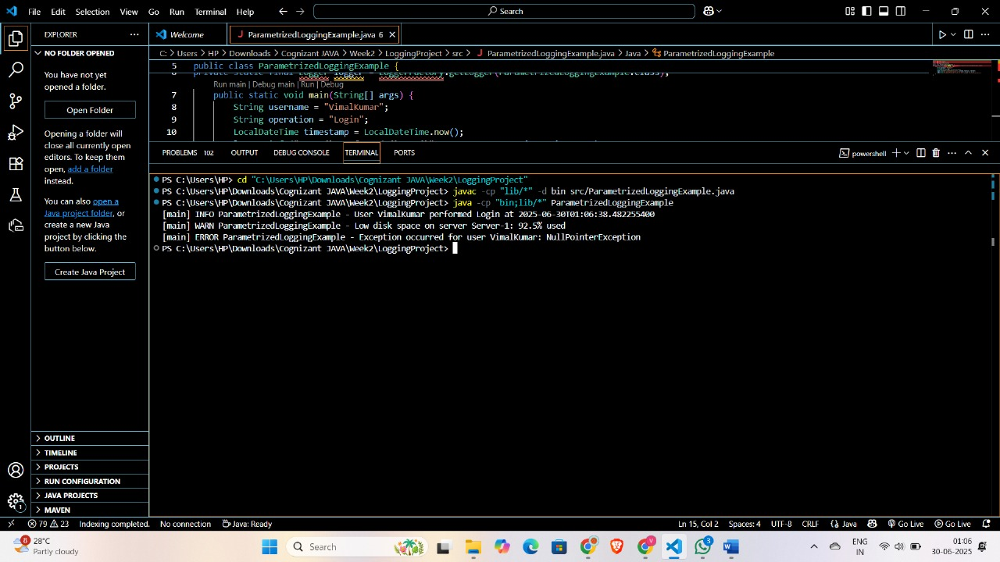 File Edit Selection View Go Run Terminal Help Search
EXPLORER
Welcome
ParametrizedLoggingExample.java 6
NO FOLDER OPENED
You have not yet
opened a folder.
Open Folder
Opening a folder will
close all currently open
editors. To keep them
open, add a folder
instead.
You can also open a
Java project folder, or
create a new Java
project by clicking the
button below.
Create Java Project
OUTLINE
TIMELINE
PROJECTS
RUN CONFIGURATION
JAVA PROJECTS
MAVEN
C: > Users > HP > Downloads > Cognizant JAVA > Week2 > LoggingProject > src > ParametrizedLoggingExample.java > Java > ParametrizedLoggingExample
5 public class ParametrizedLoggingExample {
6 private static final Logger logger = LoggerFactory.getLogger(ParametrizedLoggingExample.class);
Run main | Debug main | Run | Debug
7 public static void main(String[] args) {
8 String username = "VimalKumar";
9 String operation = "Login";
10 LocalDateTime timestamp = LocalDateTime.now();
PROBLEMS 102 OUTPUT DEBUG CONSOLE TERMINAL PORTS powershell
PS C:\Users\HP> cd "C:\Users\HP\Downloads\Cognizant JAVA\Week2\LoggingProject"
PS C:\Users\HP\Downloads\Cognizant JAVA\Week2\LoggingProject> javac -cp "lib/*" -d bin src/ParametrizedLoggingExample.java
PS C:\Users\HP\Downloads\Cognizant JAVA\Week2\LoggingProject> java -cp "bin;lib/*" ParametrizedLoggingExample
[main] INFO ParametrizedLoggingExample - User VimalKumar performed Login at 2025-06-30T01:06:38.482255400
[main] WARN ParametrizedLoggingExample - Low disk space on server Server-1: 92.5% used
[main] ERROR ParametrizedLoggingExample - Exception occurred for user VimalKumar: NullPointerException
PS C:\Users\HP\Downloads\Cognizant JAVA\Week2\LoggingProject>
79 23 Indexing completed. No connection Java: Ready Ln 15, Col 2 Spaces: 4 UTF-8 CRLF {} Java Go Live Go Live
8
28°C
Partly cloudy
Search
3
ENG
IN
01:06
30-06-2025